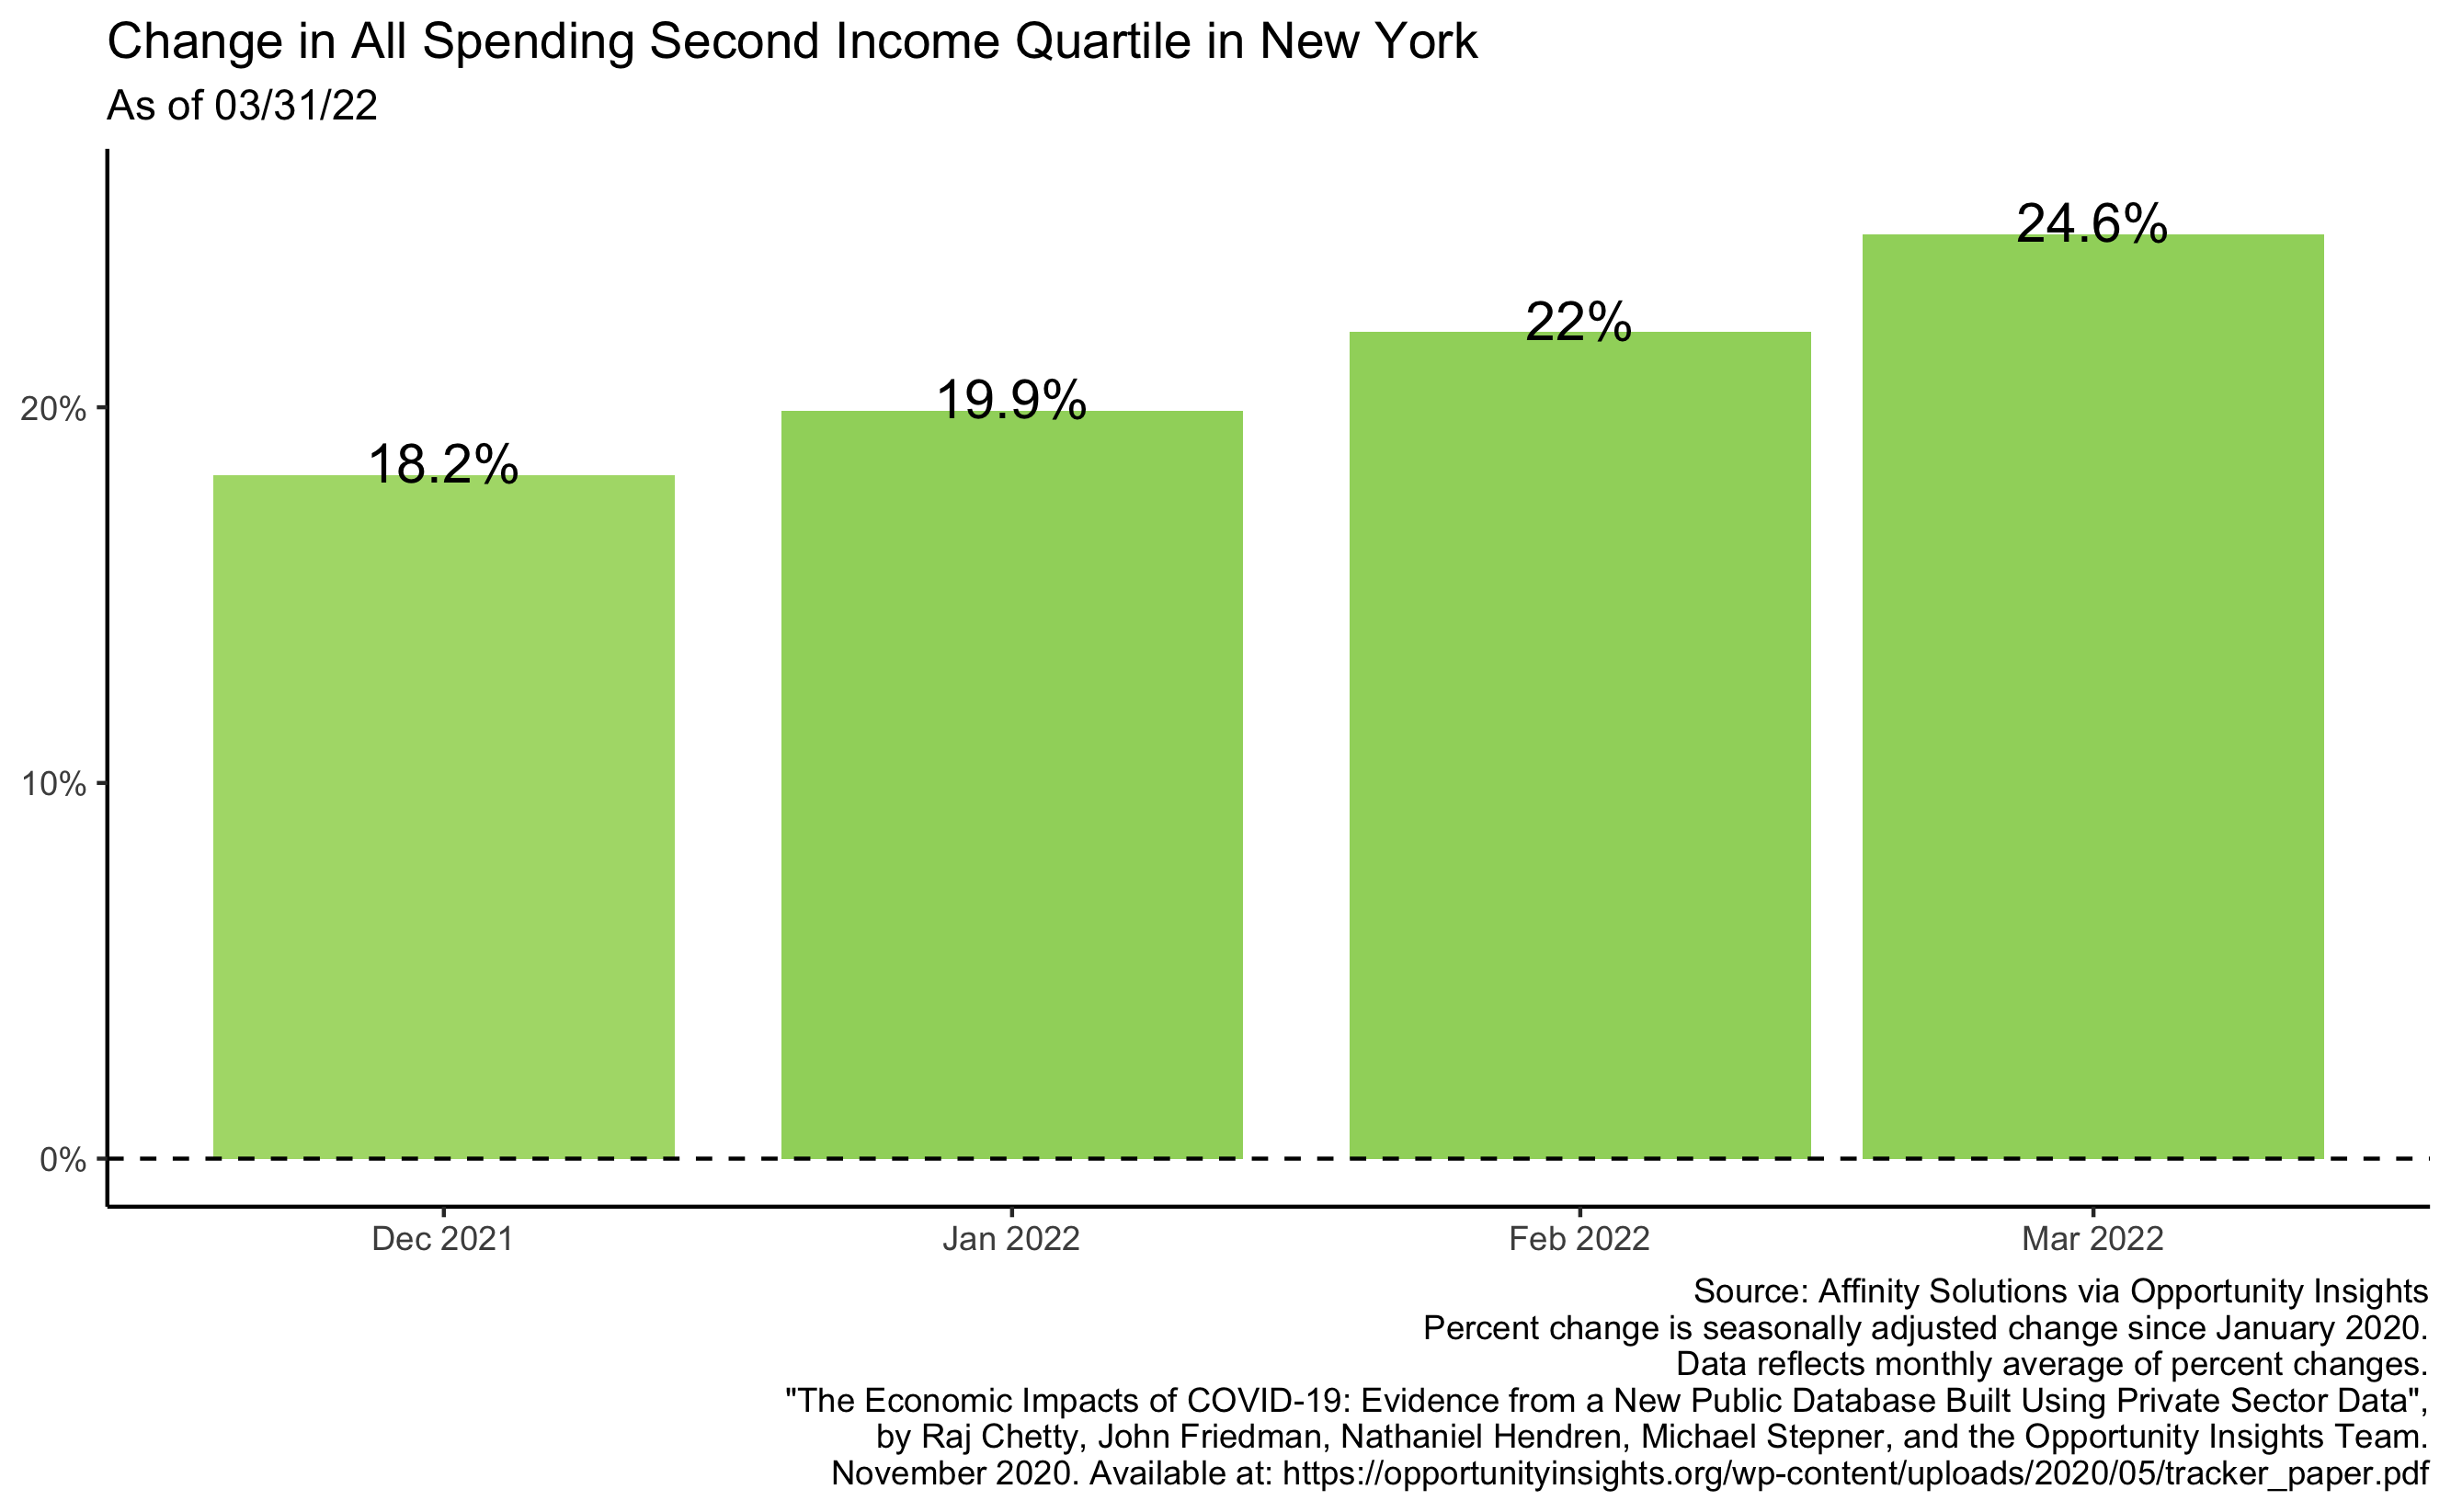 Change in All Spending Second Income Quartile in New York
As of 03/31/22
24.6%
22%
19.9%
18.2%
20%
10%
0%
Dec 2021
Jan 2022
Feb 2022
Mar 2022
Source: Affinity Solutions via Opportunity Insights
Percent change is seasonally adjusted change since January 2020.
Data reflects monthly average of percent changes.
"The Economic Impacts of COVID-19: Evidence from a New Public Database Built Using Private Sector Data",
by Raj Chetty, John Friedman, Nathaniel Hendren, Michael Stepner, and the Opportunity Insights Team.
November 2020. Available at: https://opportunityinsights.org/wp-content/uploads/2020/05/tracker_paper.pdf